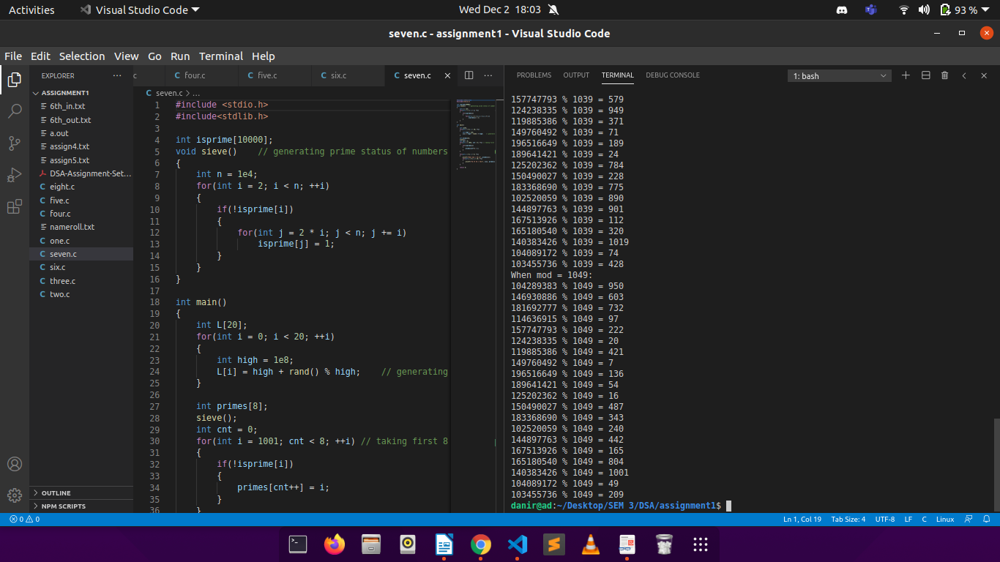 Activities
Visual Studio Code
Wed Dec 2 18:03
93 %
seven.c - assignment1 - Visual Studio Code
File Edit Selection View Go Run Terminal Help
EXPLORER
ASSIGNMENT1
6th_in.txt
6th_out.txt
a.out
assign4.txt
assign5.txt
DSA-Assignment-Set...
eight.c
five.c
four.c
nameroll.txt
one.c
seven.c
six.c
three.c
two.c
OUTLINE
NPM SCRIPTS
c
C four.c
C five.c
C six.c
C seven.c
C seven.c > ...
1 #include <stdio.h>
2 #include<stdlib.h>
3
4 int isprime[10000];
5 void sieve()    // generating prime status of numbers
6 {
7     int n = 1e4;
8     for(int i = 2; i < n; ++i)
9     {
10         if(!isprime[i])
11         {
12             for(int j = 2 * i; j < n; j += i)
13                 isprime[j] = 1;
14         }
15     }
16 }
17
18 int main()
19 {
20     int L[20];
21     for(int i = 0; i < 20; ++i)
22     {
23         int high = 1e8;
24         L[i] = high + rand() % high;    // generating
25     }
26
27     int primes[8];
28     sieve();
29     int cnt = 0;
30     for(int i = 1001; cnt < 8; ++i) // taking first 8
31     {
32         if(!isprime[i])
33         {
34             primes[cnt++] = i;
35         }
36     }
PROBLEMS OUTPUT TERMINAL DEBUG CONSOLE
1: bash
157747793 % 1039 = 579
124238335 % 1039 = 949
119885386 % 1039 = 371
149760492 % 1039 = 71
196516649 % 1039 = 189
189641421 % 1039 = 24
125202362 % 1039 = 784
150490027 % 1039 = 228
183368690 % 1039 = 775
102520059 % 1039 = 890
144897763 % 1039 = 901
167513926 % 1039 = 112
165180540 % 1039 = 320
140383426 % 1039 = 1019
104089172 % 1039 = 74
103455736 % 1039 = 428
When mod = 1049:
104289383 % 1049 = 950
146930886 % 1049 = 603
181692777 % 1049 = 732
114636915 % 1049 = 97
157747793 % 1049 = 222
124238335 % 1049 = 20
119885386 % 1049 = 421
149760492 % 1049 = 7
196516649 % 1049 = 136
189641421 % 1049 = 54
125202362 % 1049 = 16
150490027 % 1049 = 487
183368690 % 1049 = 343
102520059 % 1049 = 240
144897763 % 1049 = 442
167513926 % 1049 = 165
165180540 % 1049 = 804
140383426 % 1049 = 1001
104089172 % 1049 = 49
103455736 % 1049 = 209
danir@ad:~/Desktop/SEM 3/DSA/assignment1$
0 0
Ln 1, Col 19
Tab Size: 4
UTF-8
LF
C
Linux